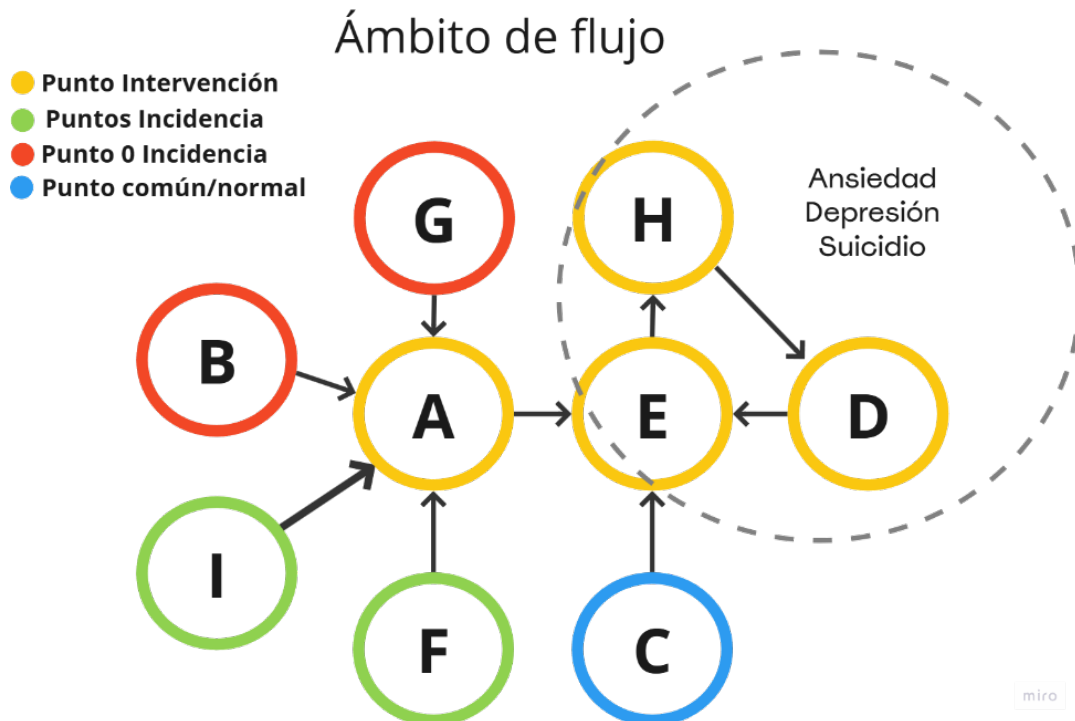 Ámbito de flujo
Punto Intervención
Puntos Incidencia
Punto 0 Incidencia
Punto común/normal
Ansiedad
Depresión
Suicidio
G
H
B
A
E
D
I
F
C
miro